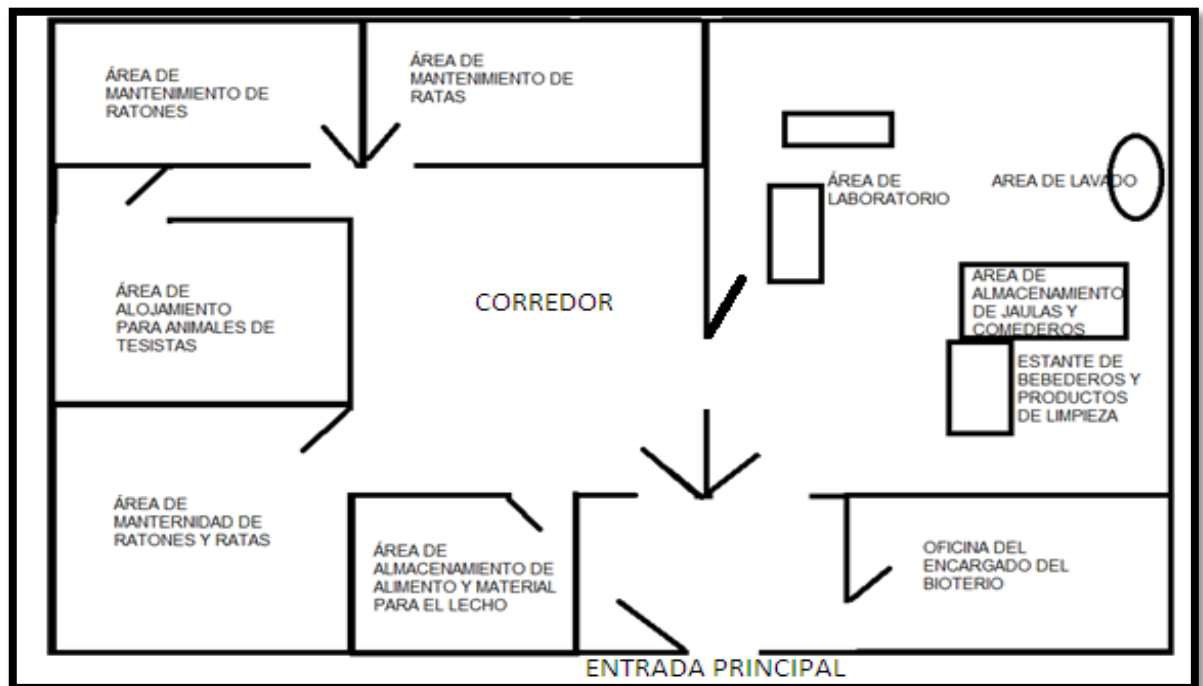 ÁREA DE
MANTENIMIENTO DE
RATONES
ÁREA DE
MANTENIMIENTO DE
RATAS
ÁREA DE
LABORATORIO
AREA DE LAVADO
ÁREA DE
ALOJAMIENTO
PARA ANIMALES DE
TESISTAS
CORREDOR
AREA DE
ALMACENAMIENTO
DE JAULAS Y
COMEDEROS
ESTANTE DE
BEBEDEROS Y
PRODUCTOS
DE LIMPIEZA
ÁREA DE
MANTERNIDAD DE
RATONES Y RATAS
ÁREA DE
ALMACENAMIENTO DE
ALIMENTO Y MATERIAL
PARA EL LECHO
OFICINA DEL
ENCARGADO DEL
BIOTERIO
ENTRADA PRINCIPAL